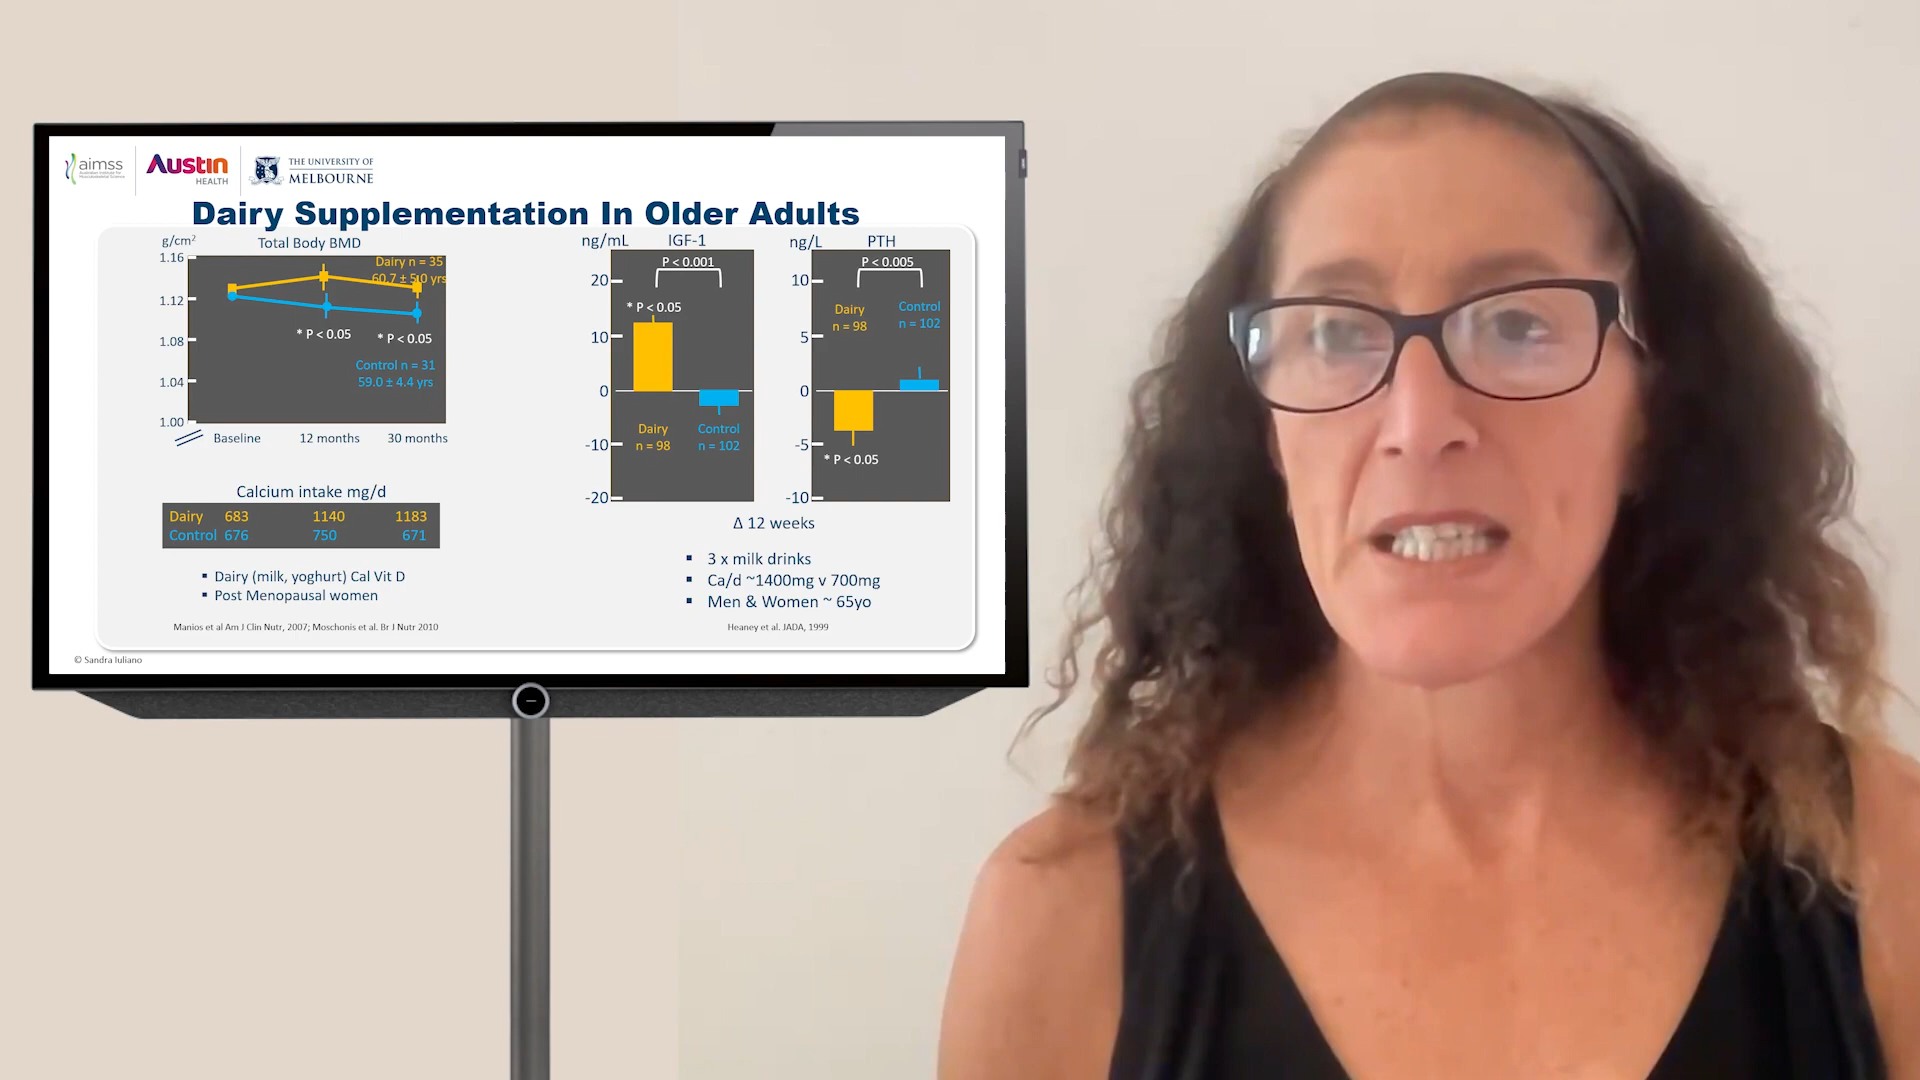 aimss
Austin
HEALTH
THE UNIVERSITY OF
MELBOURNE
Dairy Supplementation In Older Adults
g/cm²
Total Body BMD
1.16
1.12
1.08
1.04
1.00
Dairy n = 35
60.7 ± 5.0 yrs
* P < 0.05
* P < 0.05
Control n = 31
59.0 ± 4.4 yrs
Baseline
12 months
30 months
Calcium intake mg/d
Dairy 683 1140 1183
Control 676 750 671
▪ Dairy (milk, yoghurt) Cal Vit D
▪ Post Menopausal women
Manios et al Am J Clin Nutr, 2007; Moschonis et al. Br J Nutr 2010
ng/mL
IGF-1
20
10
0
-10
-20
P < 0.001
* P < 0.05
Dairy
n = 98
Control
n = 102
ng/L
PTH
10
5
0
-5
-10
P < 0.005
Dairy
n = 98
Control
n = 102
* P < 0.05
Δ 12 weeks
▪ 3 x milk drinks
▪ Ca/d ~1400mg v 700mg
▪ Men & Women ~ 65yo
Heaney et al. JADA, 1999
© Sandra Iuliano